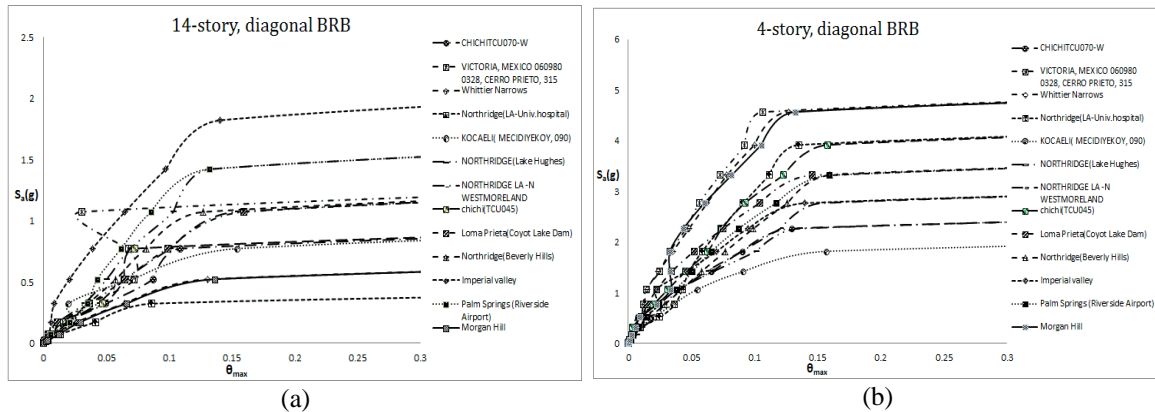 14-story, diagonal BRB
2.5
2
1.5
Sa(g)
1
0.5
0
0
0.05
0.1
0.15
0.2
0.25
0.3
θmax
CHICHITCU070-W
VICTORIA, MEXICO 060980
0328, CERRO PRIETO, 315
Whittier Narrows
Northridge(LA-Univ.hospital)
KOCAELI( MECIDIYEKOY, 090)
NORTHRIDGE(Lake Hughes)
NORTHRIDGE LA -N
WESTMORELAND
chichi(TCU045)
Loma Prieta(Coyot Lake Dam)
Northridge(Beverly Hills)
Imperial valley
Palm Springs (Riverside
Airport)
Morgan Hill
(a)
4-story, diagonal BRB
6
5
4
Sa(g)
3
2
1
0
0
0.05
0.1
0.15
0.2
0.25
0.3
θmax
CHICHITCU070-W
VICTORIA, MEXICO 060980
0328, CERRO PRIETO, 315
Whittier Narrows
Northridge(LA-Univ.hospital)
KOCAELI( MECIDIYEKOY, 090)
NORTHRIDGE(Lake Hughes)
NORTHRIDGE LA -N
WESTMORELAND
chichi(TCU045)
Loma Prieta(Coyot Lake Dam)
Northridge(Beverly Hills)
Imperial valley
Palm Springs (Riverside
Airport)
Morgan Hill
(b)